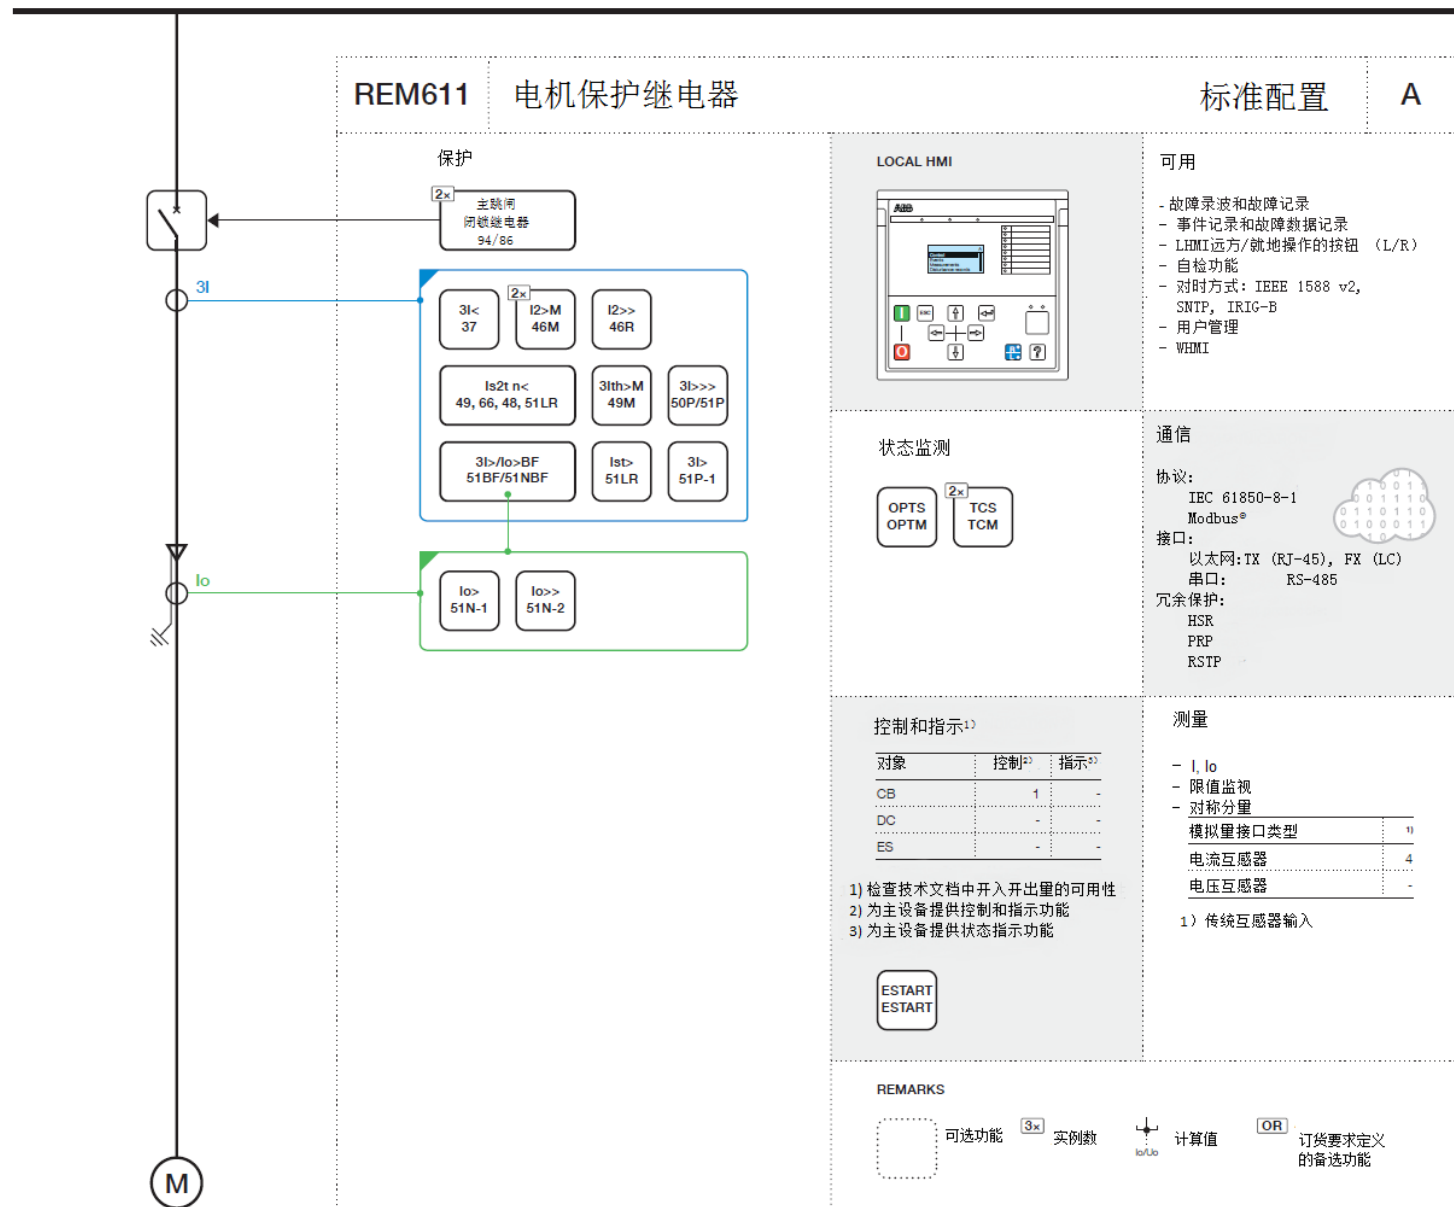 REM611 电机保护继电器 标准配置 A
保护
2×
主跳闸
闭锁继电器
94/86
3I
3I<
37
2×
I2>M
46M
I2>>
46R
Is2t n<
49, 66, 48, 51LR
3Ith>M
49M
3I>>>
50P/51P
3I>/Io>BF
51BF/51NBF
Ist>
51LR
3I>
51P-1
Io
Io>
51N-1
Io>>
51N-2
M
LOCAL HMI
ABB
Control
Events
Measurements
Disturbance records
ESC
I
O
R
L
?
可用
- 故障录波和故障记录
- 事件记录和故障数据记录
- LHMI远方/就地操作的按钮 （L/R）
- 自检功能
- 对时方式: IEEE 1588 v2,
SNTP, IRIG-B
- 用户管理
- WHMI
状态监测
OPTS
OPTM
2×
TCS
TCM
通信
协议:
IEC 61850-8-1
Modbus®
接口:
以太网:TX (RJ-45), FX (LC)
串口: RS-485
冗余保护:
HSR
PRP
RSTP
控制和指示1)
对象 控制2) 指示3)
CB 1 -
DC - -
ES - -
1) 检查技术文档中开入开出量的可用性
2) 为主设备提供控制和指示功能
3) 为主设备提供状态指示功能
ESTART
ESTART
测量
- I, Io
- 限值监视
- 对称分量
模拟量接口类型 1)
电流互感器 4
电压互感器 -
1）传统互感器输入
REMARKS
可选功能
3× 实例数
Io/Uo 计算值
OR 订货要求定义
的备选功能